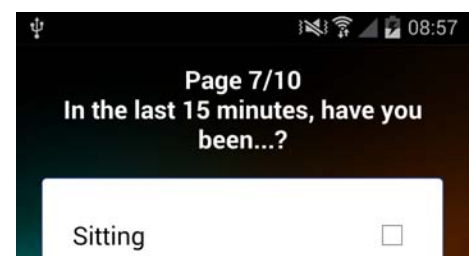 08:57
Page 7/10
In the last 15 minutes, have you
been...?
Sitting